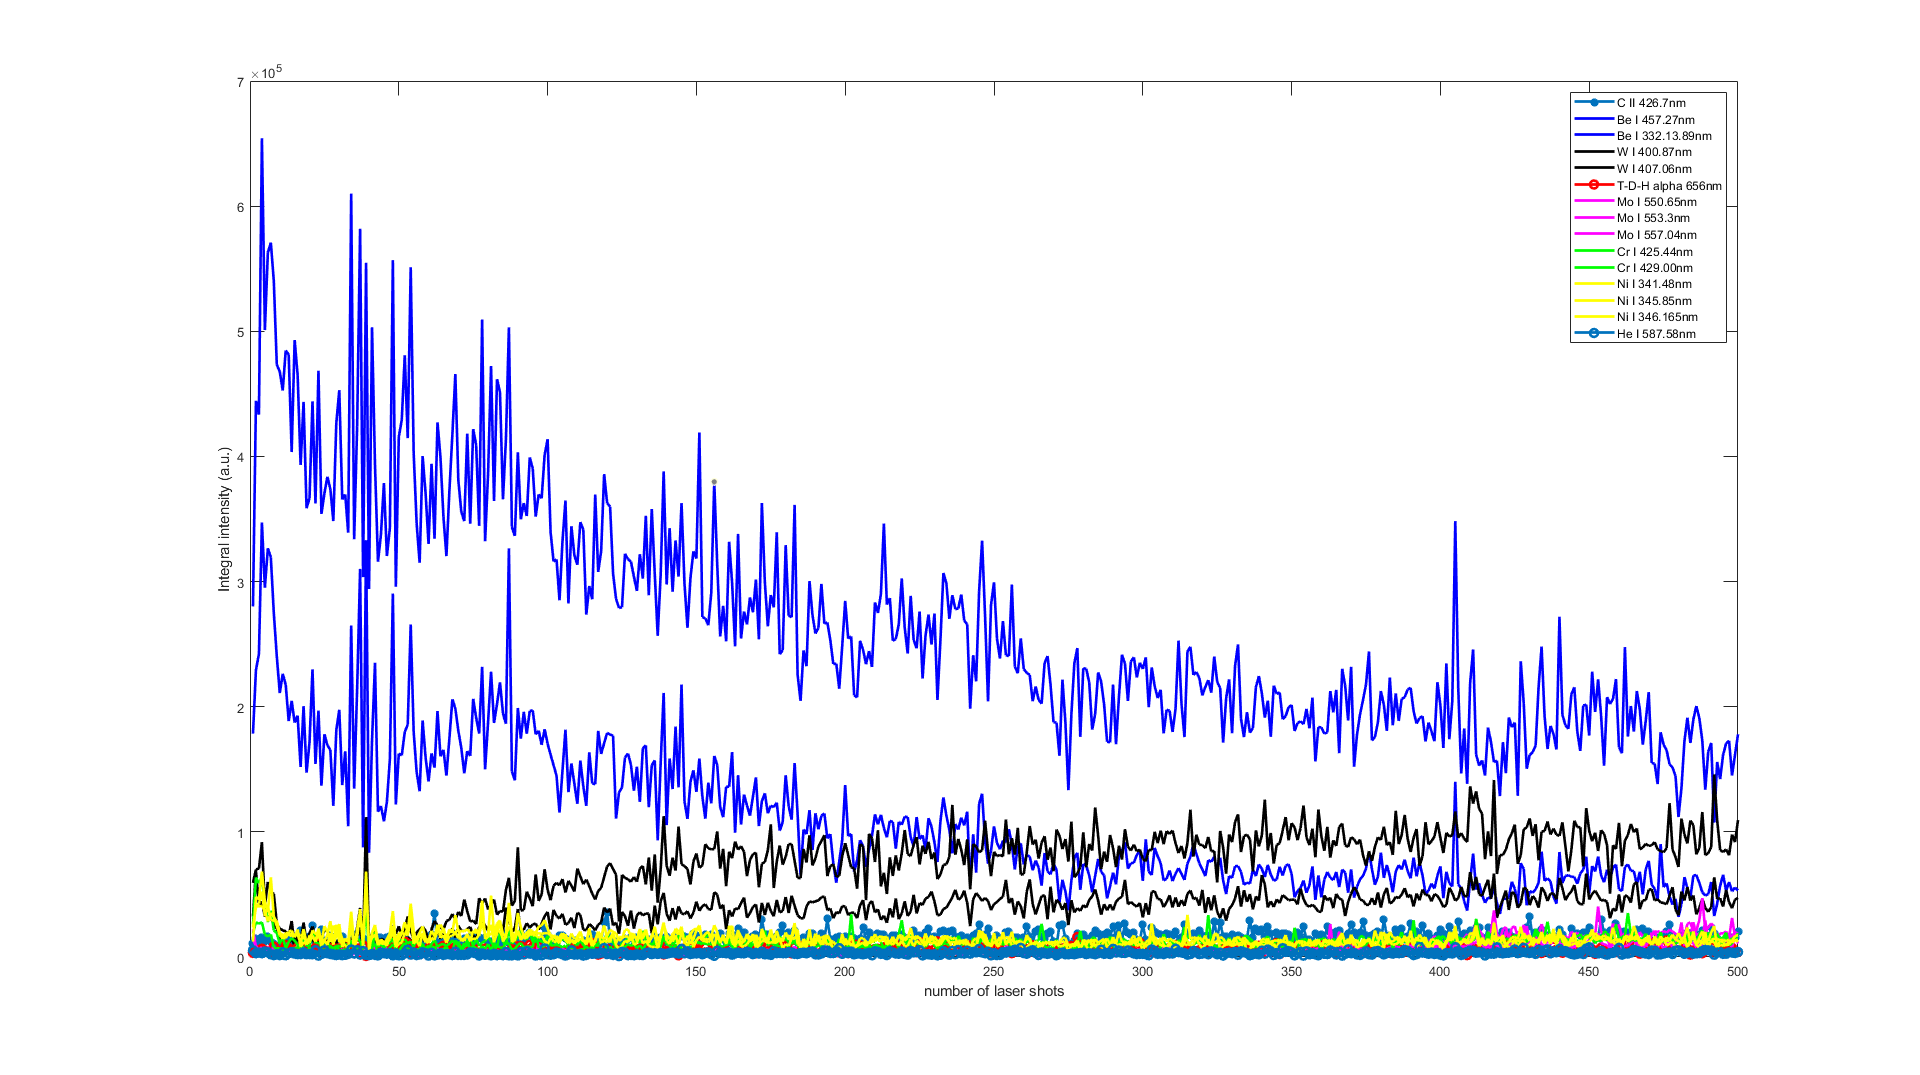 ×10^5
7
6
5
4
3
2
1
0
Integral intensity (a.u.)
0 50 100 150 200 250 300 350 400 450 500
number of laser shots
C II 426.7nm
Be I 457.27nm
Be I 332.13.89nm
W I 400.87nm
W I 407.06nm
T-D-H alpha 656nm
Mo I 550.65nm
Mo I 553.3nm
Mo I 557.04nm
Cr I 425.44nm
Cr I 429.00nm
Ni I 341.48nm
Ni I 345.85nm
Ni I 346.165nm
He I 587.58nm